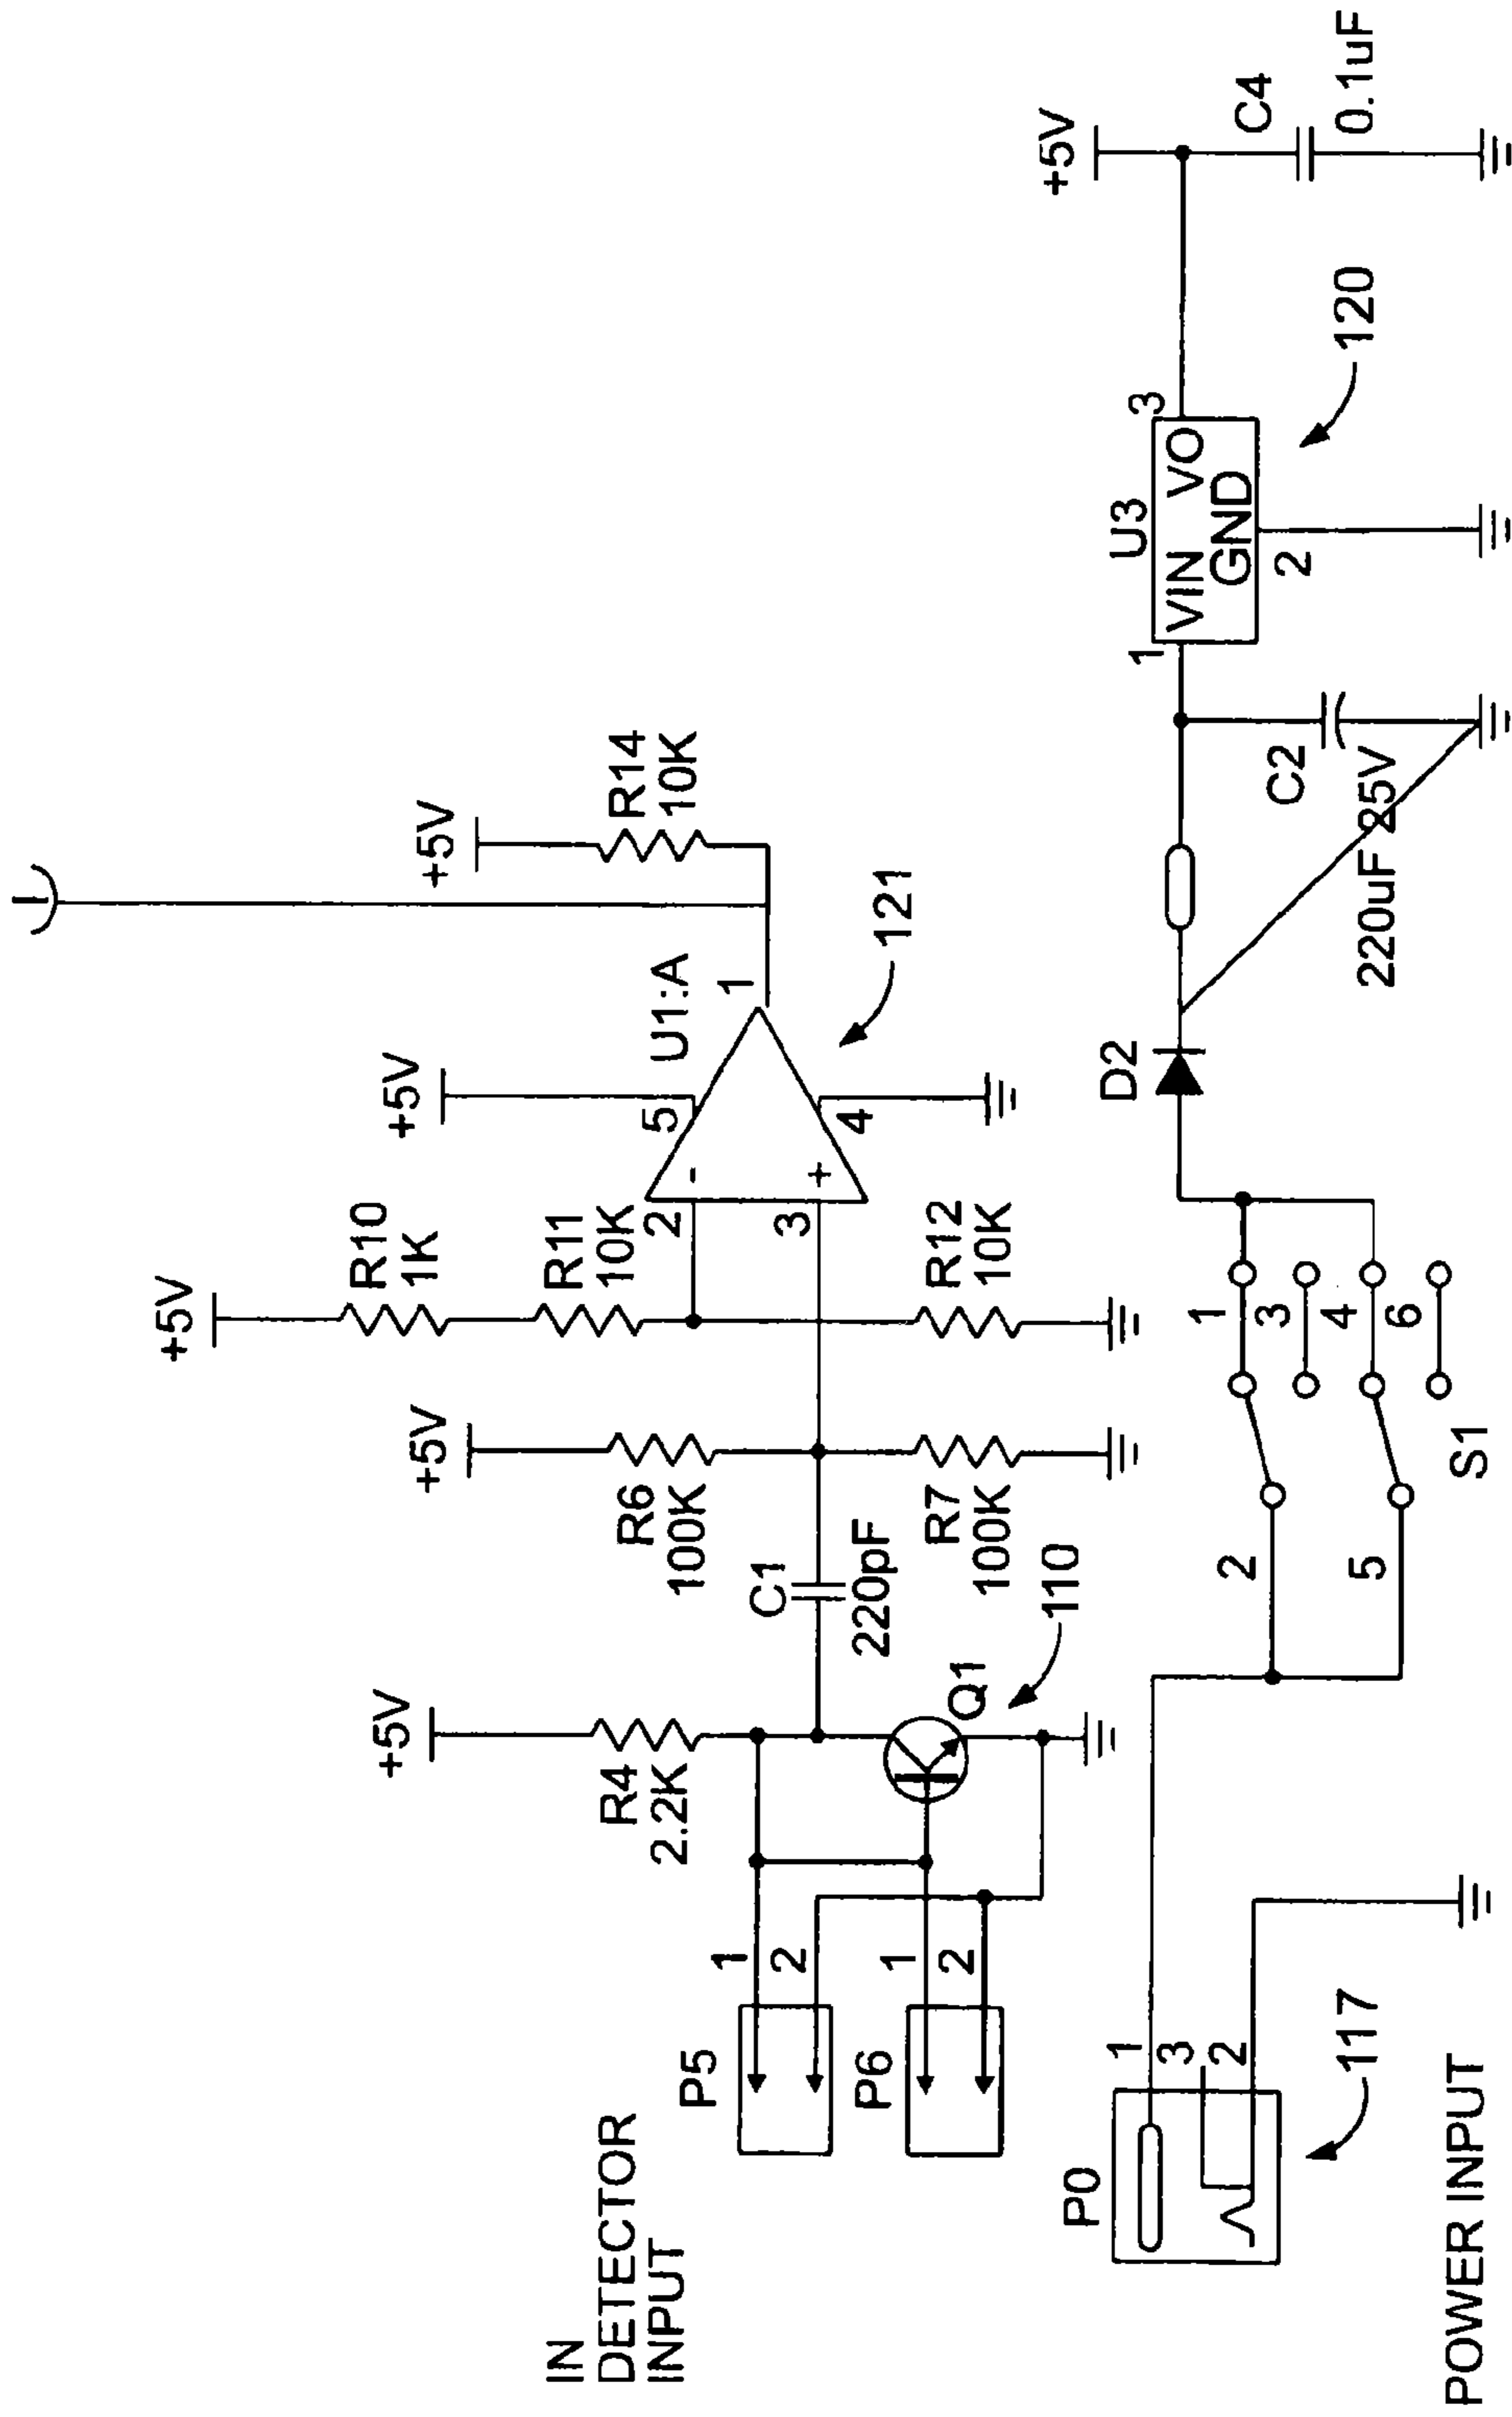 IN
DETECTOR
INPUT
P5
1
2
P6
1
2
+5V
R4
2.2K
Q1
110
C1
220pF
+5V
R6
100K
R7
100K
+5V
R10
1K
R11
10K
R12
10K
2
3
-
+
+5V
5
4
U1:A
1
121
+5V
R14
10K
I
POWER INPUT
P0
1
3
2
117
2
5
S1
1
3
4
6
D2
220uF 25V
C2
1
U3
VIN VO
GND
3
2
120
+5V
C4
0.1uF